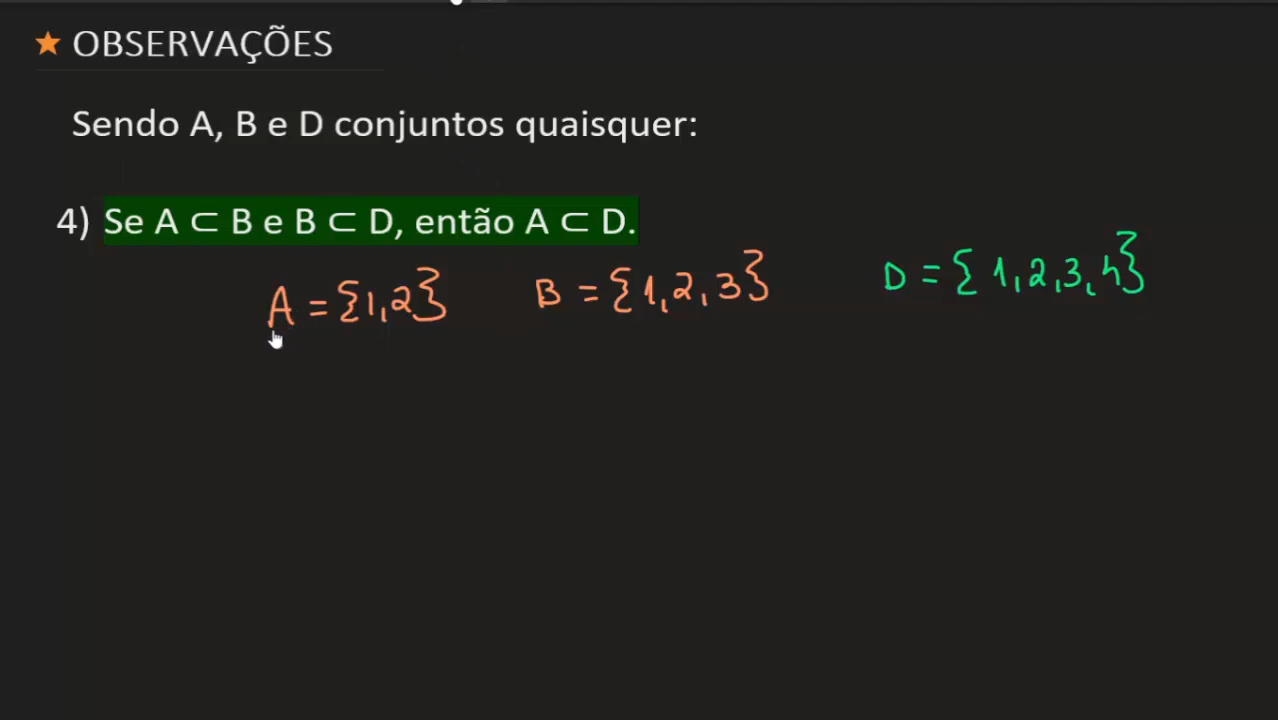 ★ OBSERVAÇÕES
Sendo A, B e D conjuntos quaisquer:
4) Se A ⊂ B e B ⊂ D, então A ⊂ D.
A = {1,2} B = {1,2,3} D = {1,2,3,4}